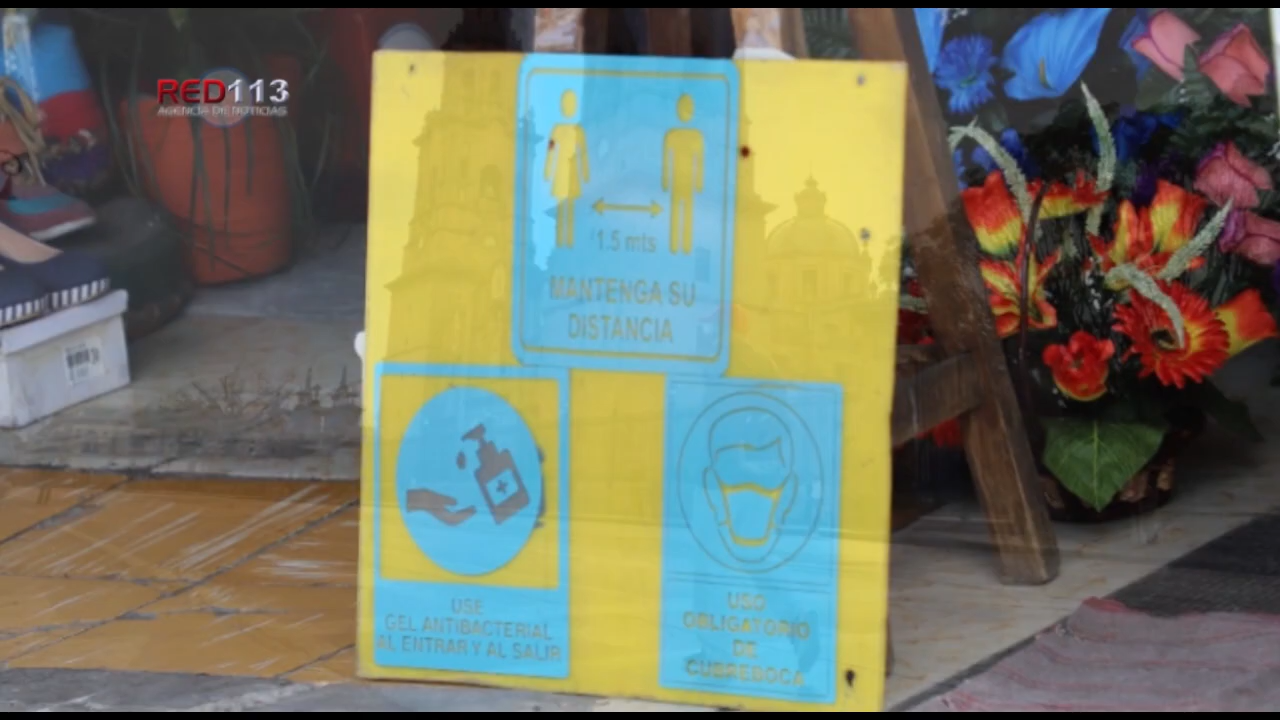 RED113
AGENCIA DE NOTICIAS
1.5 mts
MANTENGA SU
DISTANCIA
USE
GEL ANTIBACTERIAL
AL ENTRAR Y AL SALIR
USO
OBLIGATORIO
DE
CUBREBOCA